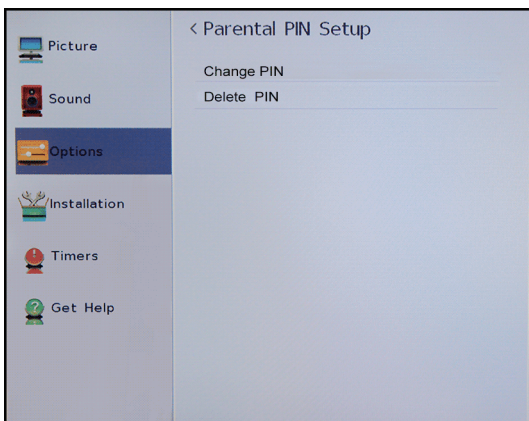 < Parental PIN Setup
Picture
Sound
Options
Installation
Timers
Get Help
Change PIN
Delete PIN